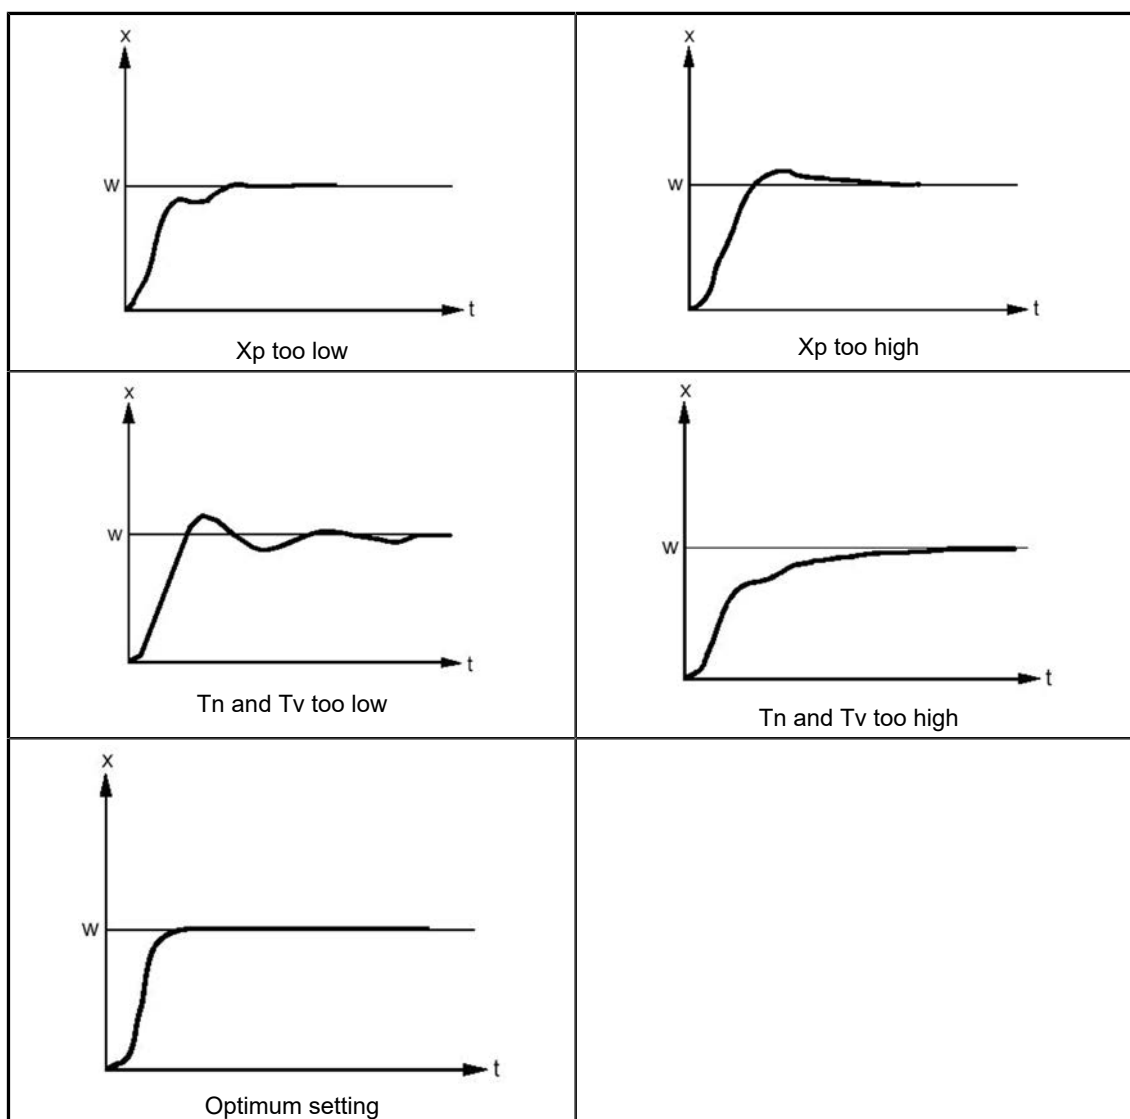 x
w
t
Xp too low
x
w
t
Xp too high
x
w
t
Tn and Tv too low
x
w
t
Tn and Tv too high
x
w
t
Optimum setting